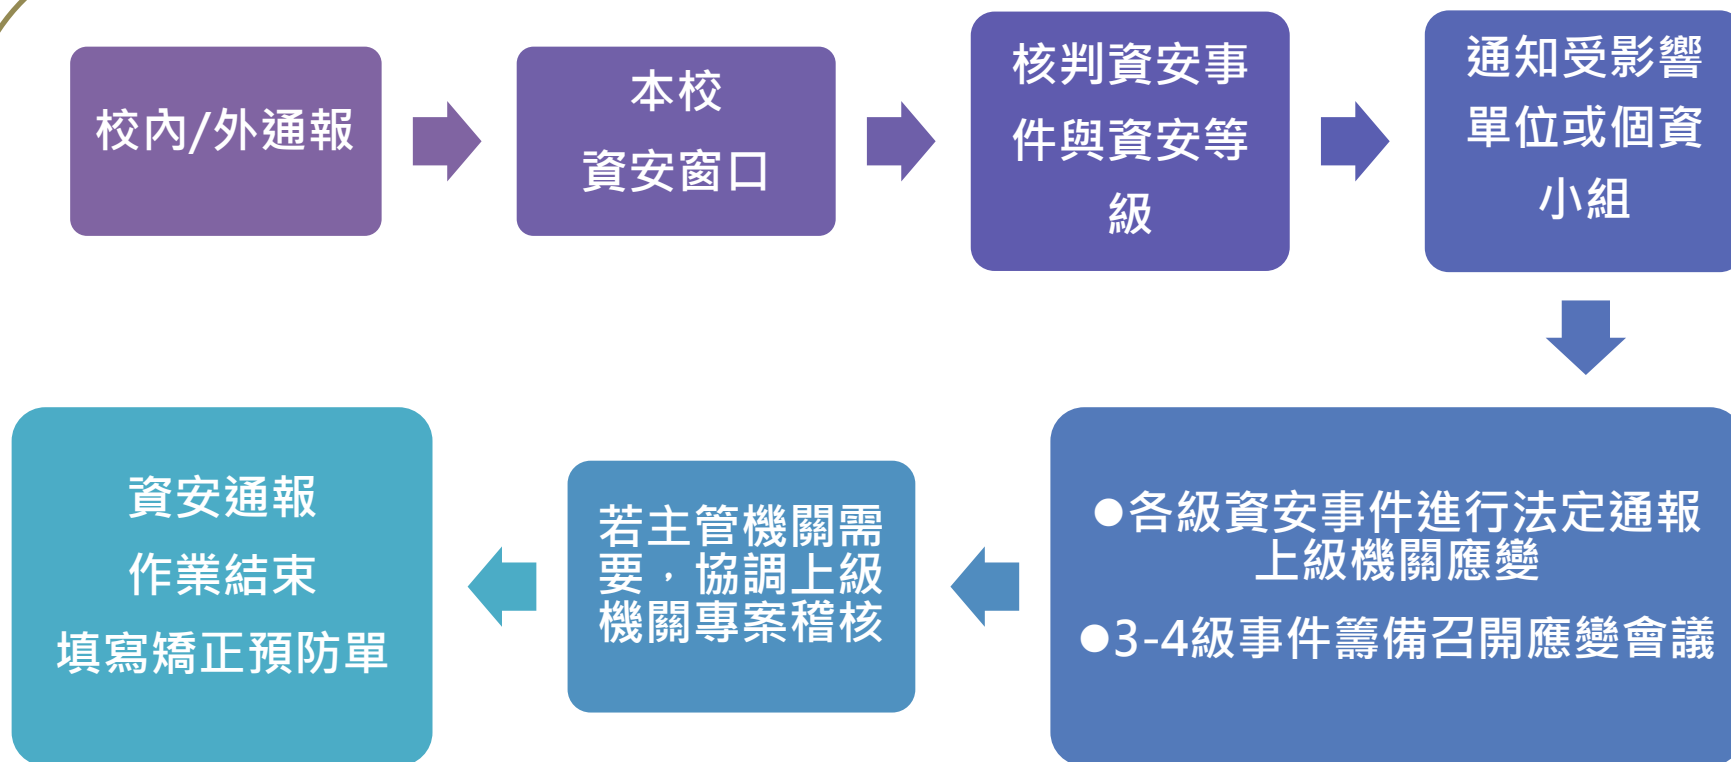 校內/外通報
本校
資安窗口
核判資安事
件與資安等
級
通知受影響
單位或個資
小組
●各級資安事件進行法定通報
上級機關應變
●3-4級事件籌備召開應變會議
若主管機關需
要，協調上級
機關專案稽核
資安通報
作業結束
填寫矯正預防單